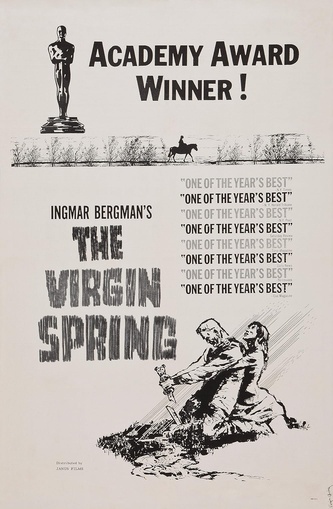 ACADEMY AWARD
WINNER!
"ONE OF THE YEAR'S BEST"
"ONE OF THE YEAR'S BEST"
"ONE OF THE YEAR'S BEST"
"ONE OF THE YEAR'S BEST"
"ONE OF THE YEAR'S BEST"
"ONE OF THE YEAR'S BEST"
"ONE OF THE YEAR'S BEST"
"ONE OF THE YEAR'S BEST"
INGMAR BERGMAN'S
THE
VIRGIN
SPRING
Distributed by
JANUS FILMS